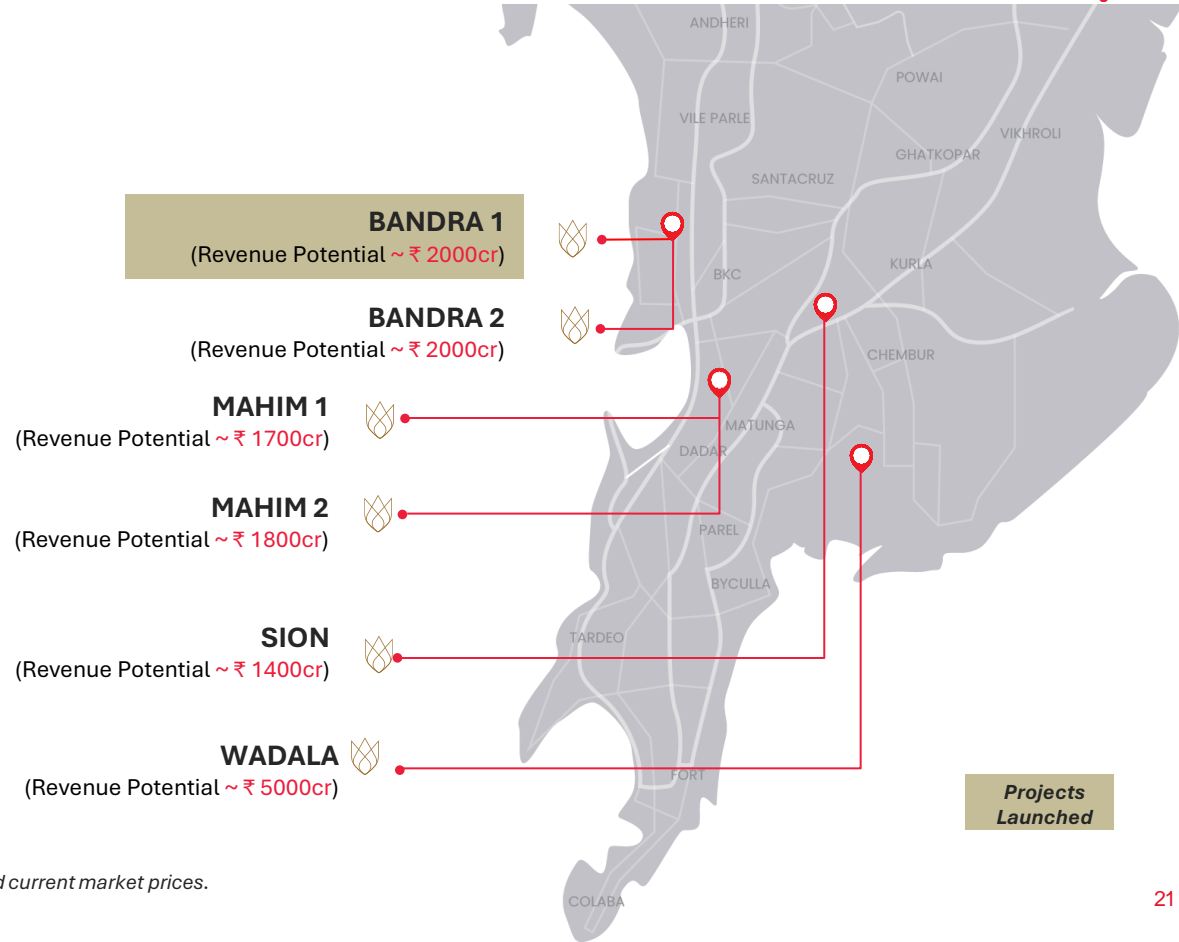 ANDHERI
POWAI
VILE PARLE
VIKHROLI
GHATKOPAR
SANTACRUZ
BANDRA 1
(Revenue Potential ~ ₹ 2000cr)
BKC
KURLA
BANDRA 2
(Revenue Potential ~ ₹ 2000cr)
CHEMBUR
MAHIM 1
(Revenue Potential ~ ₹ 1700cr)
MATUNGA
DADAR
MAHIM 2
(Revenue Potential ~ ₹ 1800cr)
PAREL
BYCULLA
SION
(Revenue Potential ~ ₹ 1400cr)
TARDEO
WADALA
(Revenue Potential ~ ₹ 5000cr)
FORT
Projects
Launched
current market prices.
COLABA
21